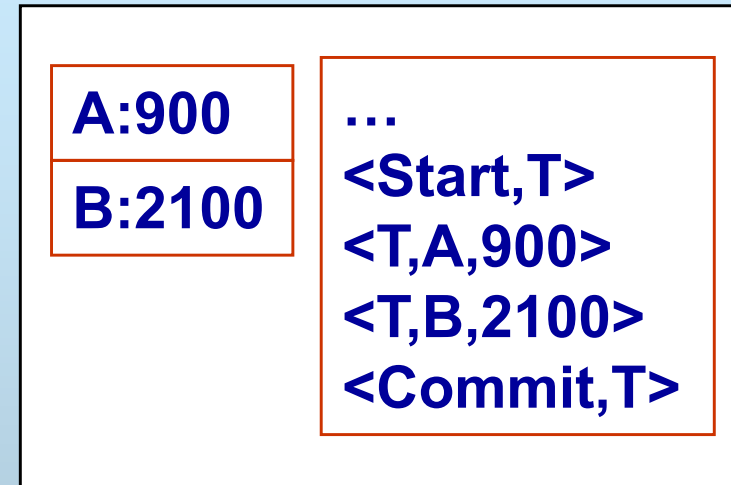 A:900
B:2100
...
<Start,T>
<T,A,900>
<T,B,2100>
<Commit,T>